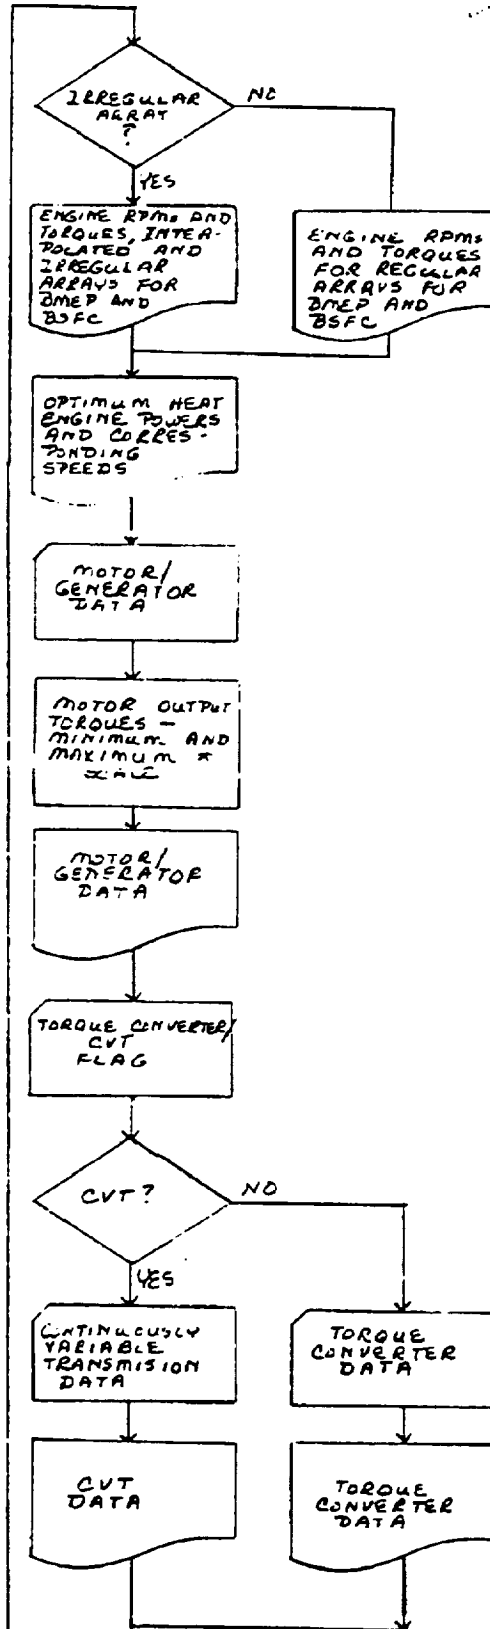 IRREGULAR
ARRAY
?
NO
YES
ENGINE RPMs AND
TORQUES, INTER-
POLATED AND
IRREGULAR
ARRAYS FOR
BMEP AND
BSFC
ENGINE RPMs
AND TORQUES
FOR REGULAR
ARRAYS FOR
BMEP AND
BSFC
OPTIMUM HEAT
ENGINE POWERS
AND CORRES-
PONDING
SPEEDS
MOTOR/
GENERATOR
DATA
MOTOR OUTPUT
TORQUES -
MINIMUM AND
MAXIMUM *
SCALE
MOTOR/
GENERATOR
DATA
TORQUE CONVERTER/
CVT
FLAG
CVT?
NO
YES
CONTINUOUSLY
VARIABLE
TRANSMISION
DATA
TORQUE
CONVERTER
DATA
CVT
DATA
TORQUE
CONVERTER
DATA